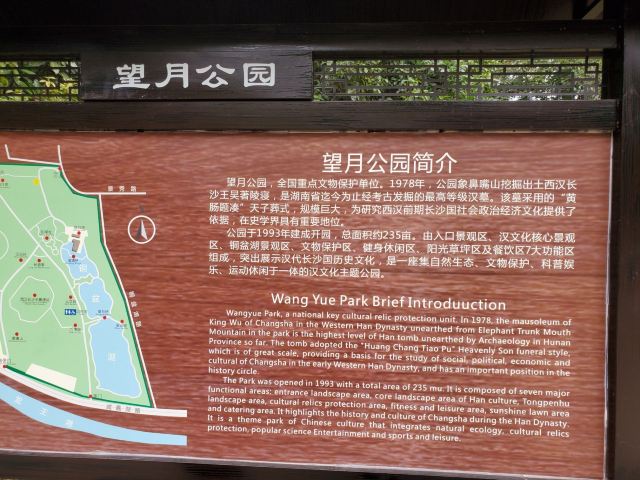 望月公园
望月公园简介
望月公园，全国重点文物保护单位。1978年，公园象鼻嘴山挖掘出土西汉长
沙王吴著陵寝，是湖南省迄今为止经考古发掘的最高等级汉墓。该墓采用的“黄
肠题凑”天子葬式，规模巨大，为研究西汉前期长沙国社会政治经济文化提供了
依据，在史学界具有重要地位。
公园于1993年建成开园，总面积约235亩。由入口景观区、汉文化核心景观
区、铜盆湖景观区、文物保护区、健身休闲区、阳光草坪区及餐饮区7大功能区
组成，突出展示汉代长沙国历史文化，是一座集自然生态、文物保护、科普娱
乐、运动休闲于一体的汉文化主题公园。
Wang Yue Park Brief Introduuction
Wangyue Park, a national key cultural relic protection unit. In 1978, the mausoleum of
King Wu of Changsha in the Western Han Dynasty unearthed from Elephant Trunk Mouth
Mountain in the park is the highest level of Han tomb unearthed by Archaeology in Hunan
Province so far. The tomb adopted the "Huang Chang Tiao Pu" Heavenly Son funeral style,
which is of great scale, providing a basis for the study of social, political, economic and
cultural of Changsha in the early Western Han Dynasty, and has an important position in the
history circle.
The Park was opened in 1993 with a total area of 235 mu. It is composed of seven major
functional areas: entrance landscape area, core landscape area of Han culture, Tongpenhu
landscape area, cultural relics protection area, fitness and leisure area, sunshine lawn area
and catering area. It highlights the history and culture of Changsha during the Han Dynasty.
It is a theme park of Chinese culture that integrates natural ecology, cultural relics
protection, popular science Entertainment and sports and leisure.
景秀路
铜
盆
湖